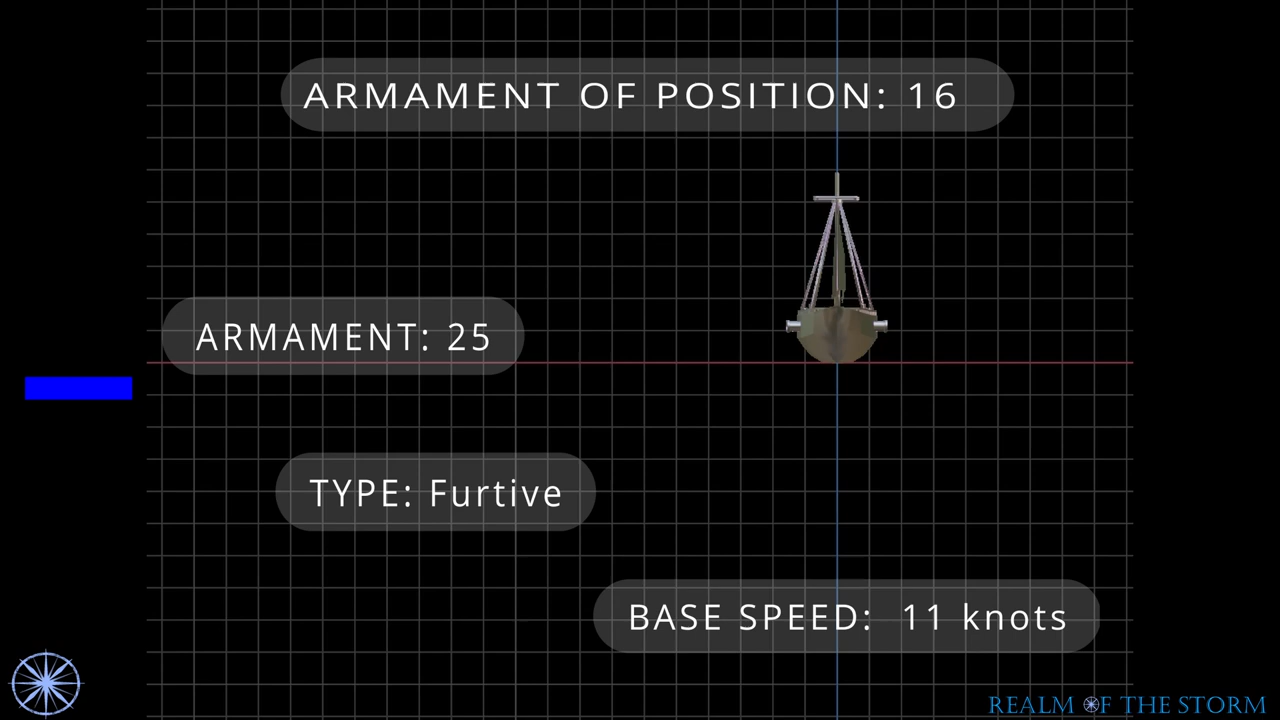 ARMAMENT OF POSITION: 16
ARMAMENT: 25
TYPE: Furtive
BASE SPEED: 11 knots
REALM OF THE STORM